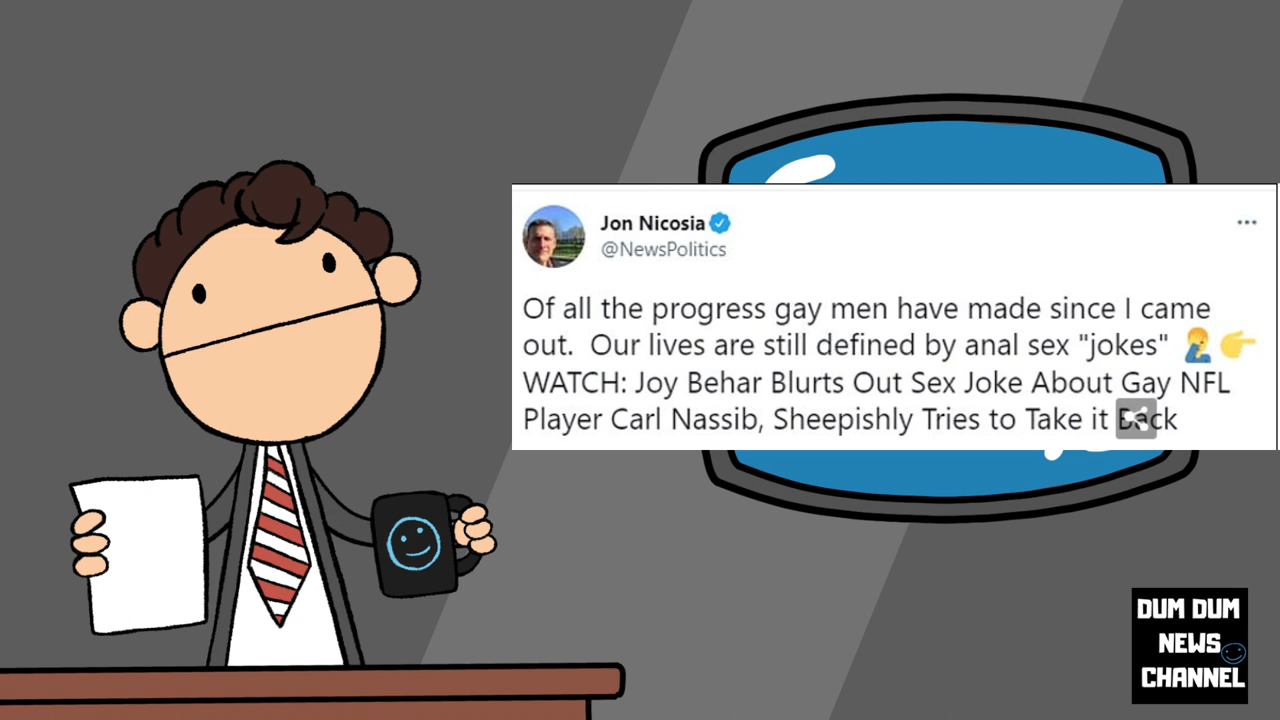 Jon Nicosia
@NewsPolitics
Of all the progress gay men have made since I came
out. Our lives are still defined by anal sex "jokes" 🤦‍♂️👉
WATCH: Joy Behar Blurts Out Sex Joke About Gay NFL
Player Carl Nassib, Sheepishly Tries to Take it Back
DUM DUM
NEWS
CHANNEL